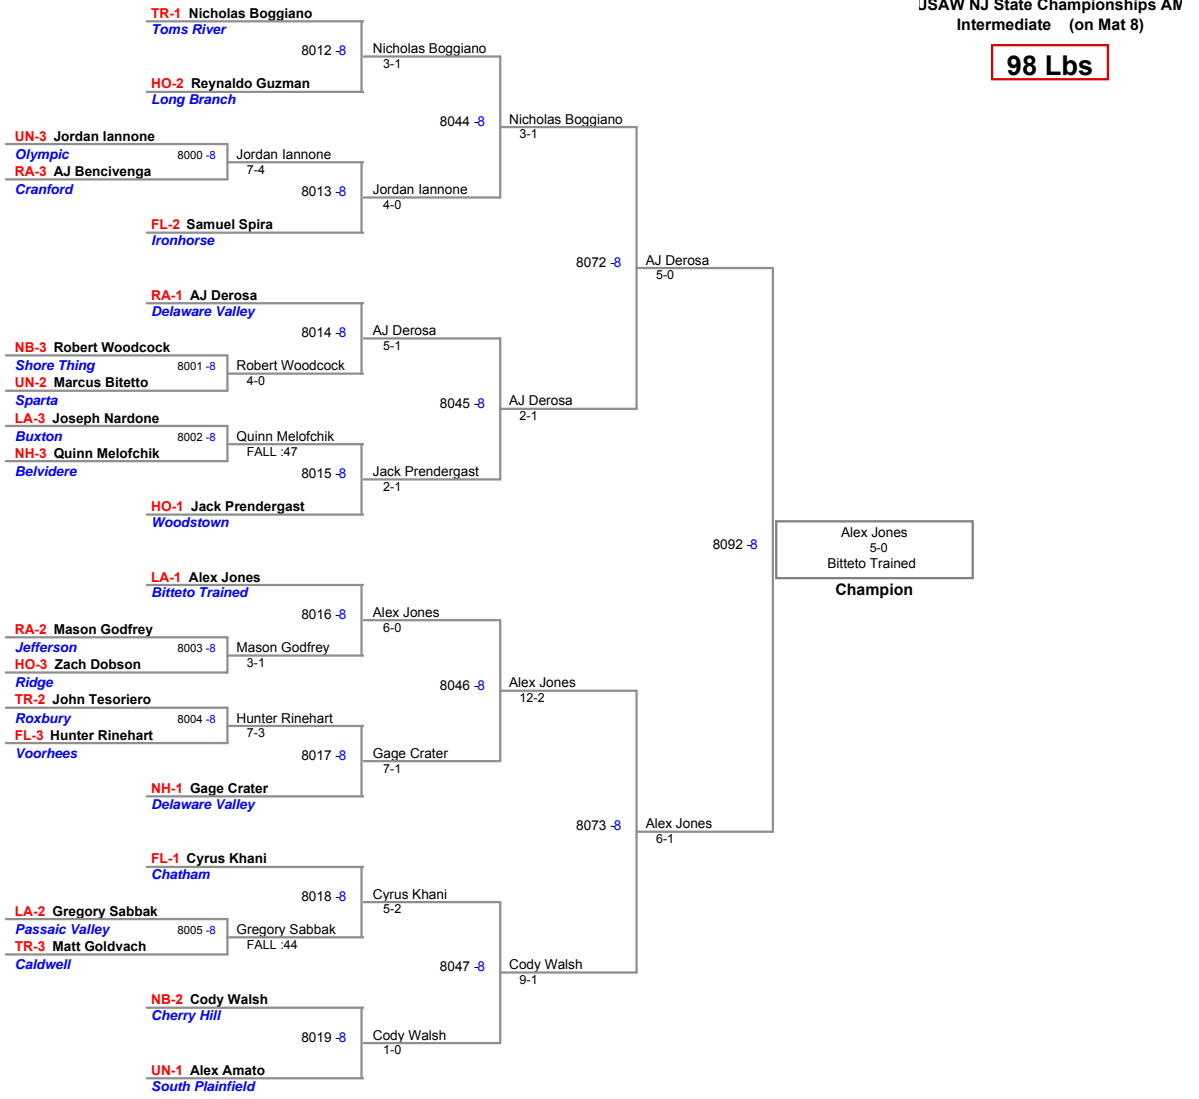 USAW NJ State Championships AM
Intermediate (on Mat 8)
98 Lbs
TR-1 Nicholas Boggiano
Toms River
8012 -8
Nicholas Boggiano
3-1
HO-2 Reynaldo Guzman
Long Branch
8044 -8
Nicholas Boggiano
3-1
UN-3 Jordan Iannone
Olympic
8000 -8
Jordan Iannone
7-4
RA-3 AJ Bencivenga
Cranford
8013 -8
Jordan Iannone
4-0
FL-2 Samuel Spira
Ironhorse
8072 -8
AJ Derosa
5-0
RA-1 AJ Derosa
Delaware Valley
8014 -8
AJ Derosa
5-1
NB-3 Robert Woodcock
Shore Thing
8001 -8
Robert Woodcock
4-0
UN-2 Marcus Bitetto
Sparta
8045 -8
AJ Derosa
2-1
LA-3 Joseph Nardone
Buxton
8002 -8
Quinn Melofchik
FALL :47
NH-3 Quinn Melofchik
Belvidere
8015 -8
Jack Prendergast
2-1
HO-1 Jack Prendergast
Woodstown
8092 -8
Alex Jones
5-0
Bitteto Trained
Champion
LA-1 Alex Jones
Bitteto Trained
8016 -8
Alex Jones
6-0
RA-2 Mason Godfrey
Jefferson
8003 -8
Mason Godfrey
3-1
HO-3 Zach Dobson
Ridge
8046 -8
Alex Jones
12-2
TR-2 John Tesoriero
Roxbury
8004 -8
Hunter Rinehart
7-3
FL-3 Hunter Rinehart
Voorhees
8017 -8
Gage Crater
7-1
NH-1 Gage Crater
Delaware Valley
8073 -8
Alex Jones
6-1
FL-1 Cyrus Khani
Chatham
8018 -8
Cyrus Khani
5-2
LA-2 Gregory Sabbak
Passaic Valley
8005 -8
Gregory Sabbak
FALL :44
TR-3 Matt Goldvach
Caldwell
8047 -8
Cody Walsh
9-1
NB-2 Cody Walsh
Cherry Hill
8019 -8
Cody Walsh
1-0
UN-1 Alex Amato
South Plainfield